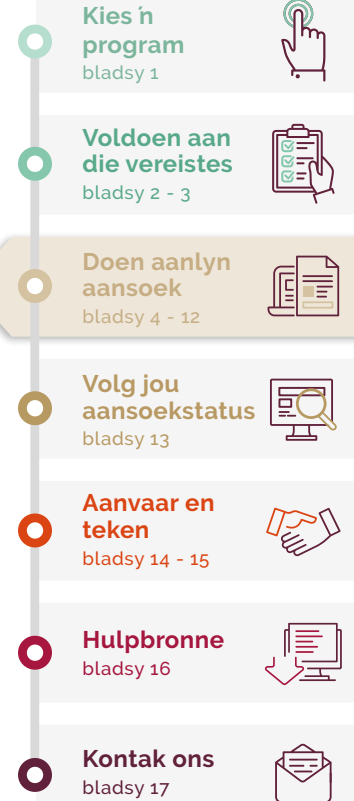 Kies ŉ
program
bladsy 1
Voldoen aan
die vereistes
bladsy 2 - 3
Doen aanlyn
aansoek
bladsy 4 - 12
Volg jou
aansoekstatus
bladsy 13
Aanvaar en
teken
bladsy 14 - 15
Hulpbronne
bladsy 16
Kontak ons
bladsy 17